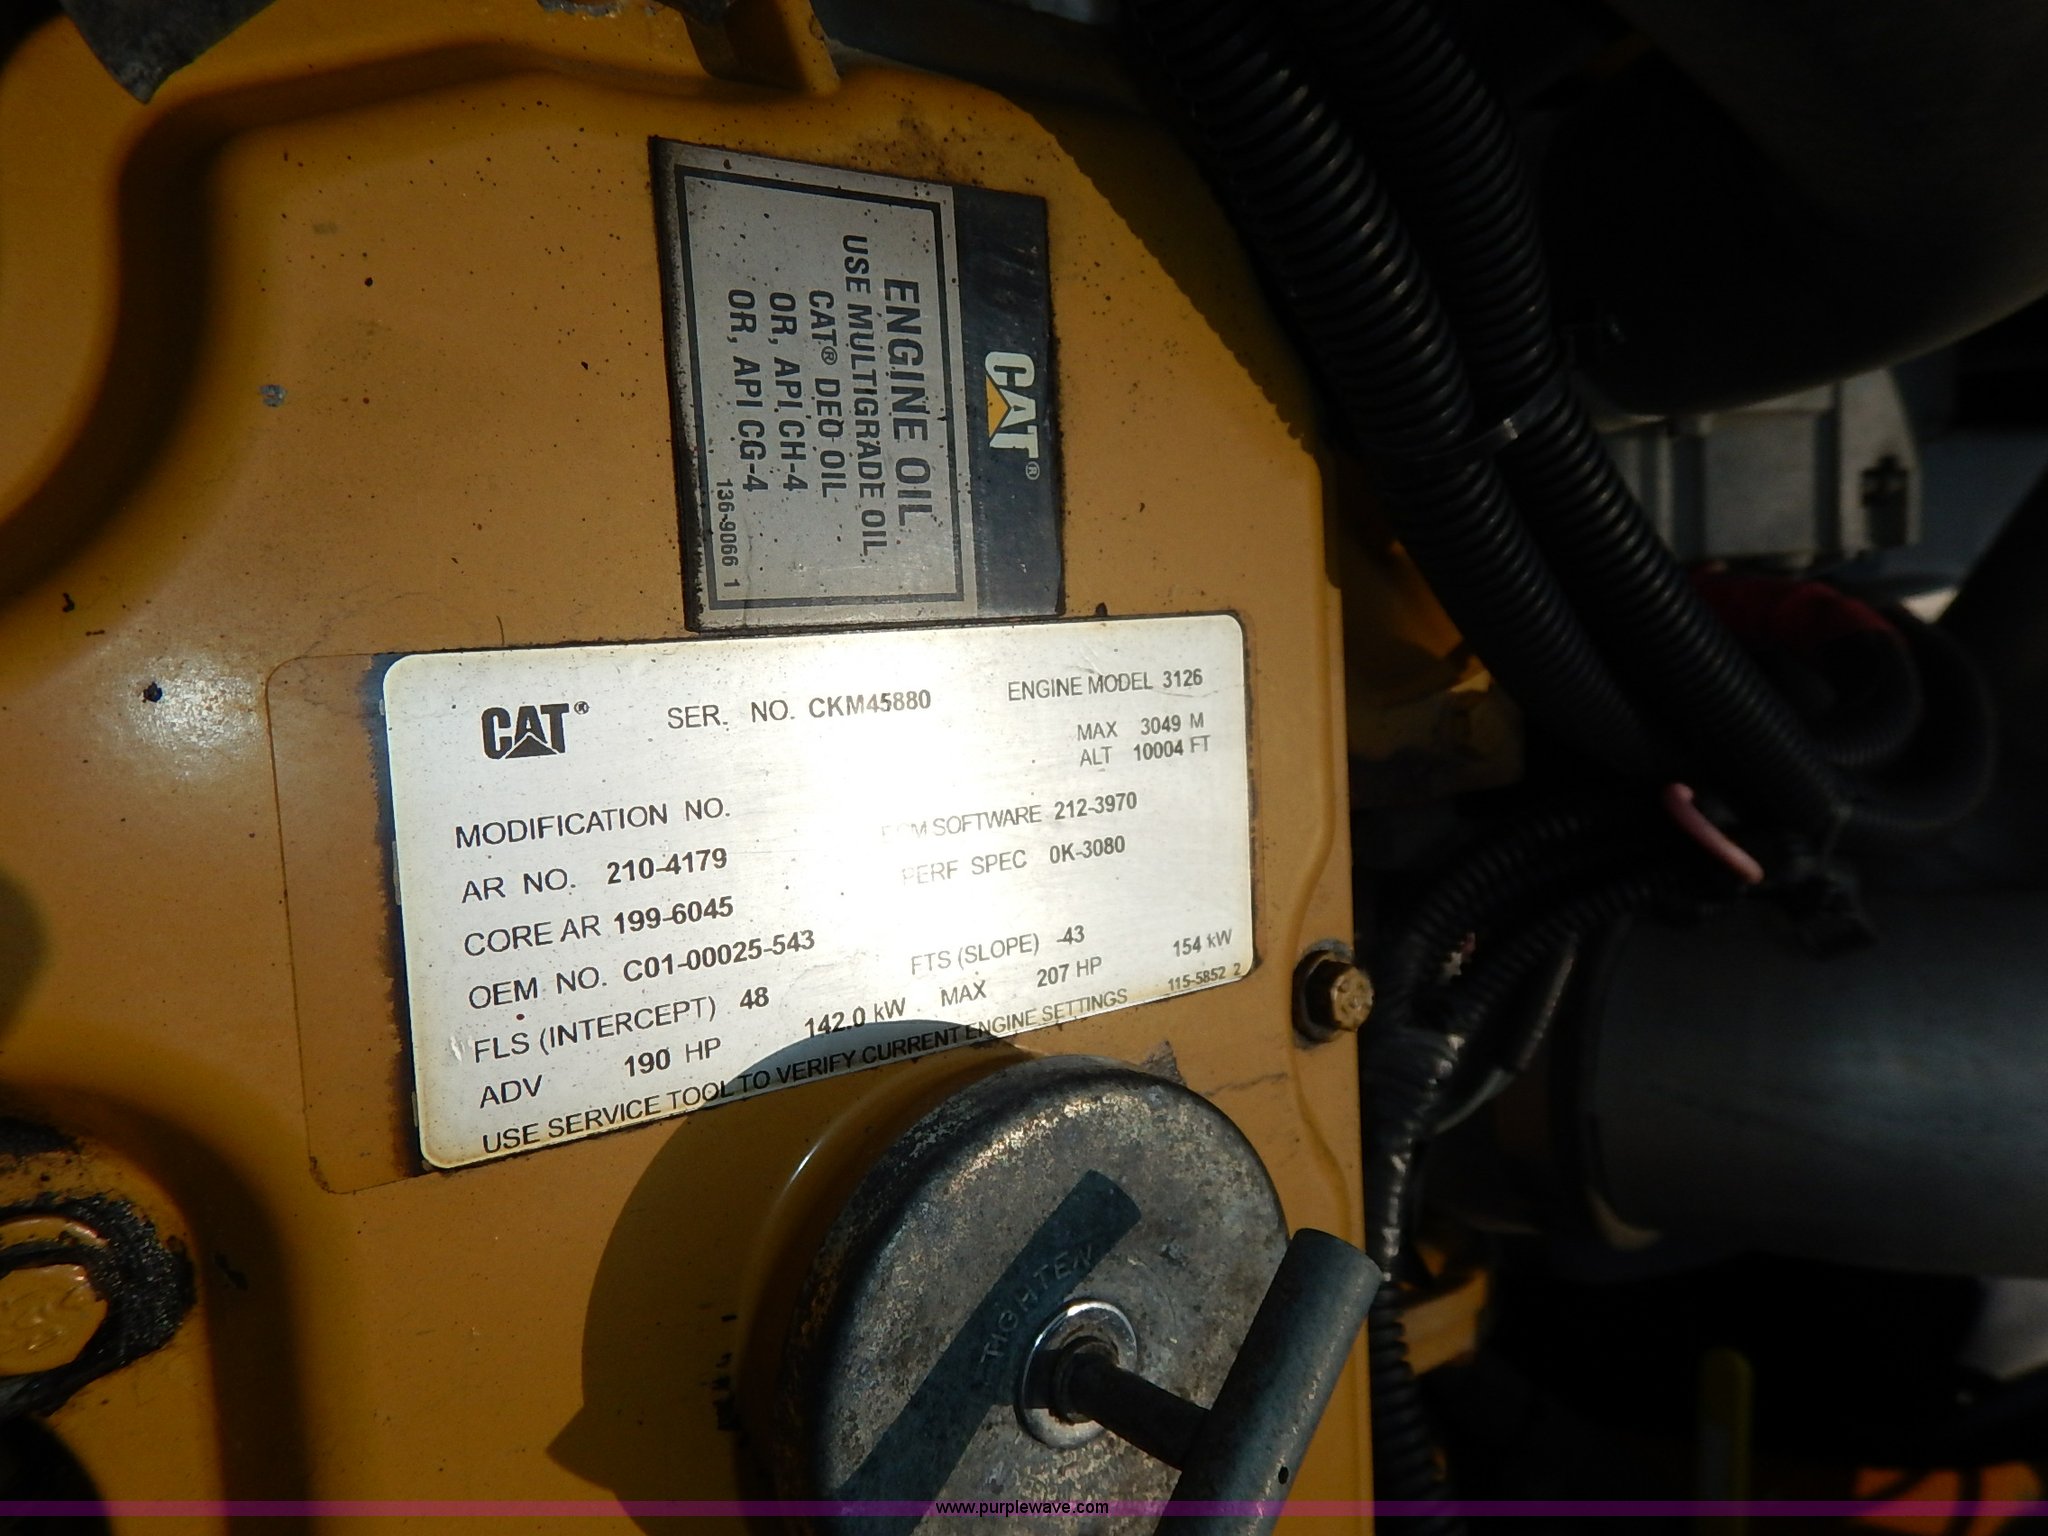 CAT®
ENGINE OIL
USE MULTIGRADE OIL
CAT® DEO OIL
OR, API CH-4
OR, API CG-4
136-9066 1
CAT® SER. NO. CKM45880 ENGINE MODEL 3126
MAX 3049 M
ALT 10004 FT
MODIFICATION NO.
SOFTWARE 212-3970
AR NO. 210-4179 PERF SPEC 0K-3080
CORE AR 199-6045
OEM NO. C01-00025-543
FLS (INTERCEPT) 48 FTS (SLOPE) -43
ADV 190 HP 142.0 kW MAX 207 HP 154 kW
USE SERVICE TOOL TO VERIFY CURRENT ENGINE SETTINGS 115-5852 2
TIGHTEN
www.purplewave.com